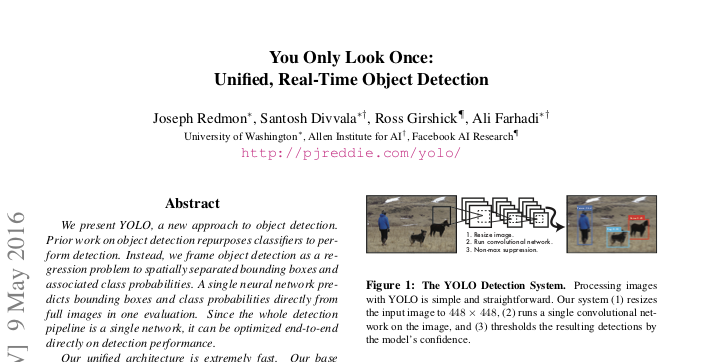 You Only Look Once:
Unified, Real-Time Object Detection
Joseph Redmon*, Santosh Divvala*†, Ross Girshick¶, Ali Farhadi*†
University of Washington*, Allen Institute for AI†, Facebook AI Research¶
http://pjreddie.com/yolo/
V] 9 May 2016
Abstract
We present YOLO, a new approach to object detection.
Prior work on object detection repurposes classifiers to per-
form detection. Instead, we frame object detection as a re-
gression problem to spatially separated bounding boxes and
associated class probabilities. A single neural network pre-
dicts bounding boxes and class probabilities directly from
full images in one evaluation. Since the whole detection
pipeline is a single network, it can be optimized end-to-end
directly on detection performance.
Our unified architecture is extremely fast. Our base
1. Resize image.
2. Run convolutional network.
3. Non-max suppression.
Figure 1: The YOLO Detection System. Processing images
with YOLO is simple and straightforward. Our system (1) resizes
the input image to 448 × 448, (2) runs a single convolutional net-
work on the image, and (3) thresholds the resulting detections by
the model's confidence.